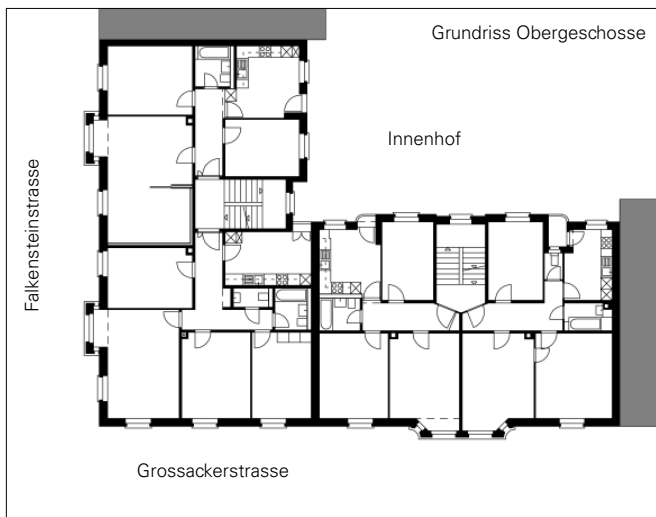 Grundriss Obergeschosse
Innenhof
Falkensteinstrasse
Grossackerstrasse